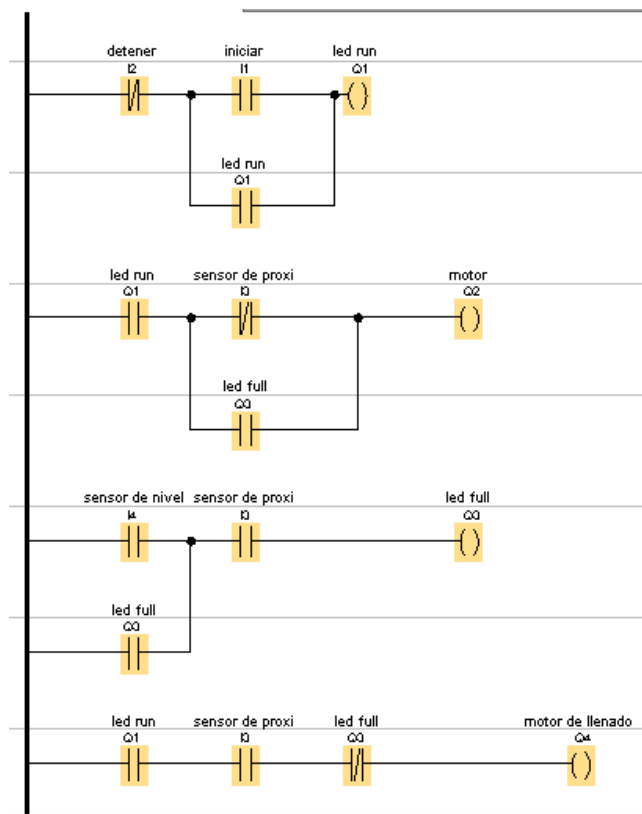 detener iniciar led run
I2 I1 Q1
led run
Q1
led run sensor de proxi motor
Q1 I3 Q2
led full
Q3
sensor de nivel sensor de proxi led full
I4 I3 Q3
led full
Q3
led run sensor de proxi led full motor de llenado
Q1 I3 Q3 Q4